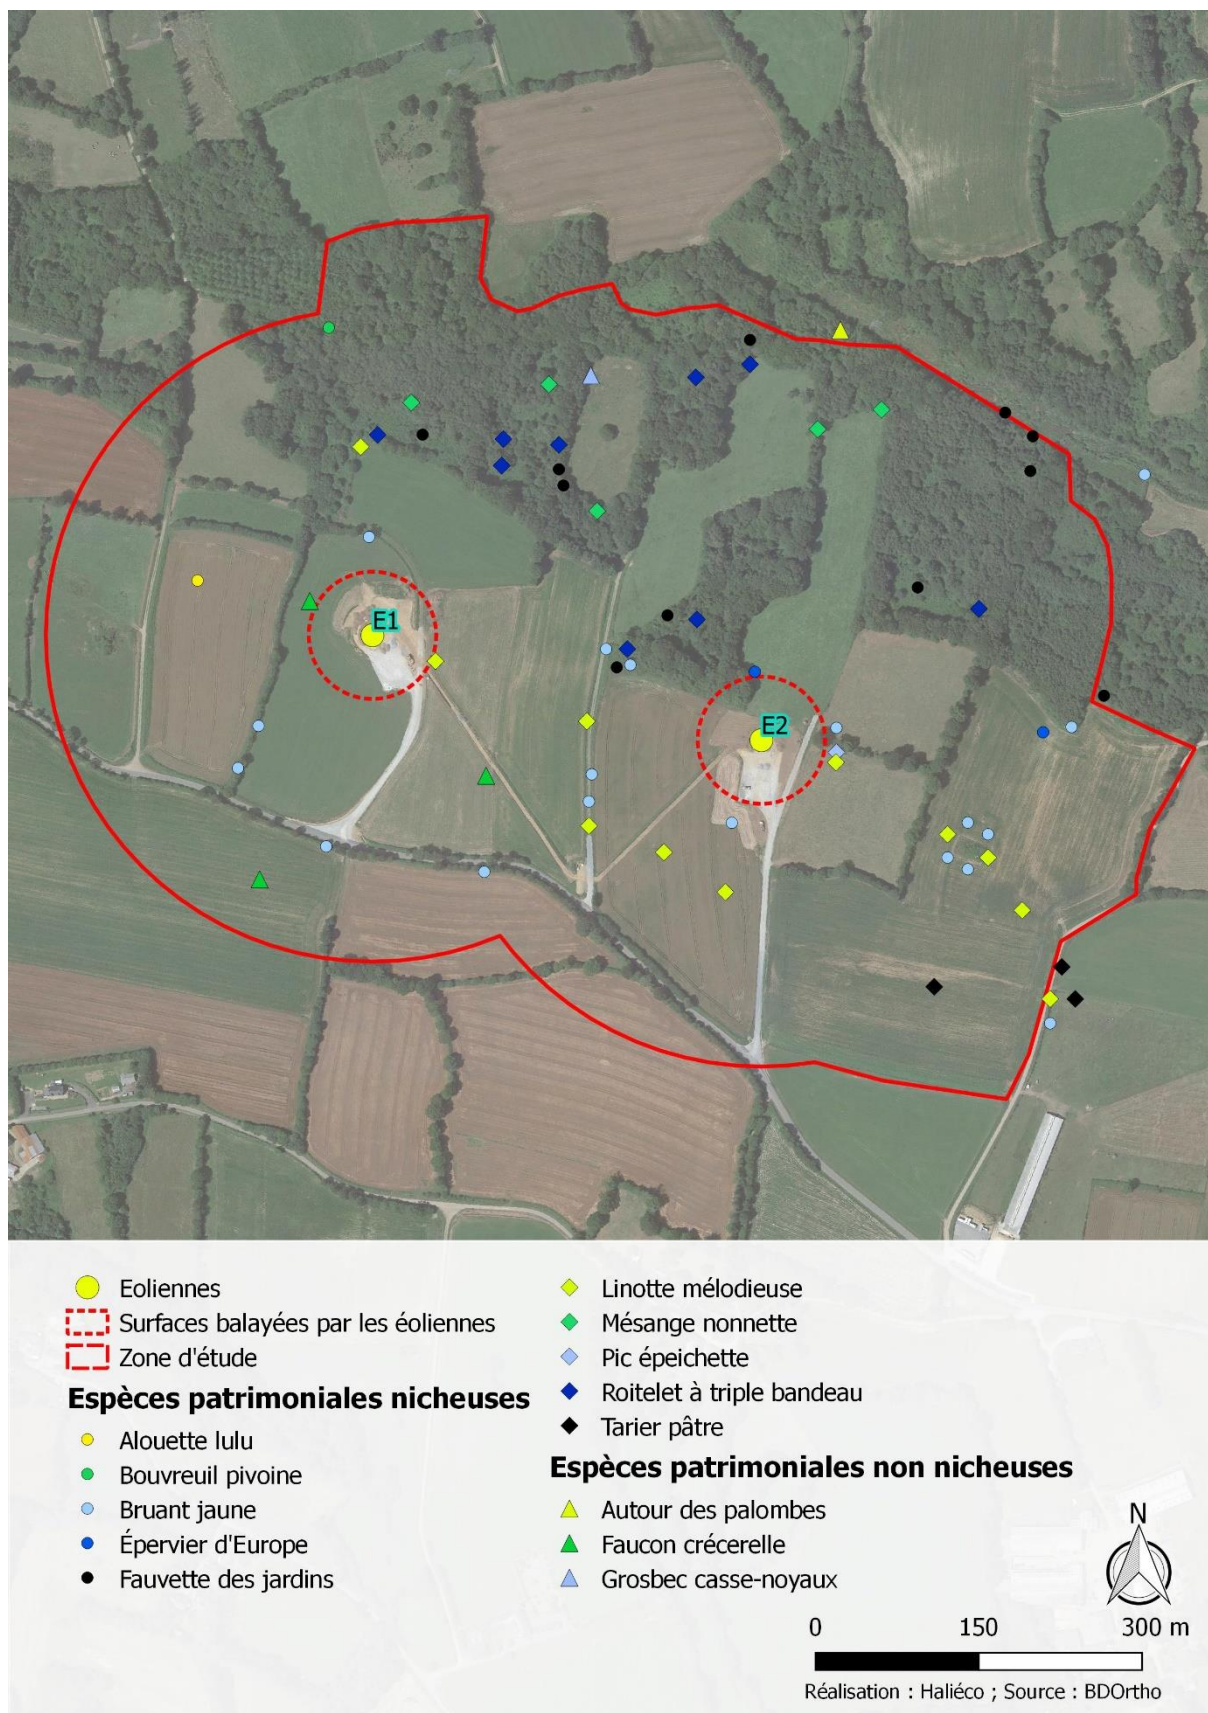 E1
E2
Eoliennes
Surfaces balayées par les éoliennes
Zone d'étude
Espèces patrimoniales nicheuses
Alouette lulu
Bouvreuil pivoine
Bruant jaune
Épervier d'Europe
Fauvette des jardins
Linotte mélodieuse
Mésange nonnette
Pic épeichette
Roitelet à triple bandeau
Tarier pâtre
Espèces patrimoniales non nicheuses
Autour des palombes
Faucon crécerelle
Grosbec casse-noyaux
N
0 150 300 m
Réalisation : Haliéco ; Source : BDOrtho